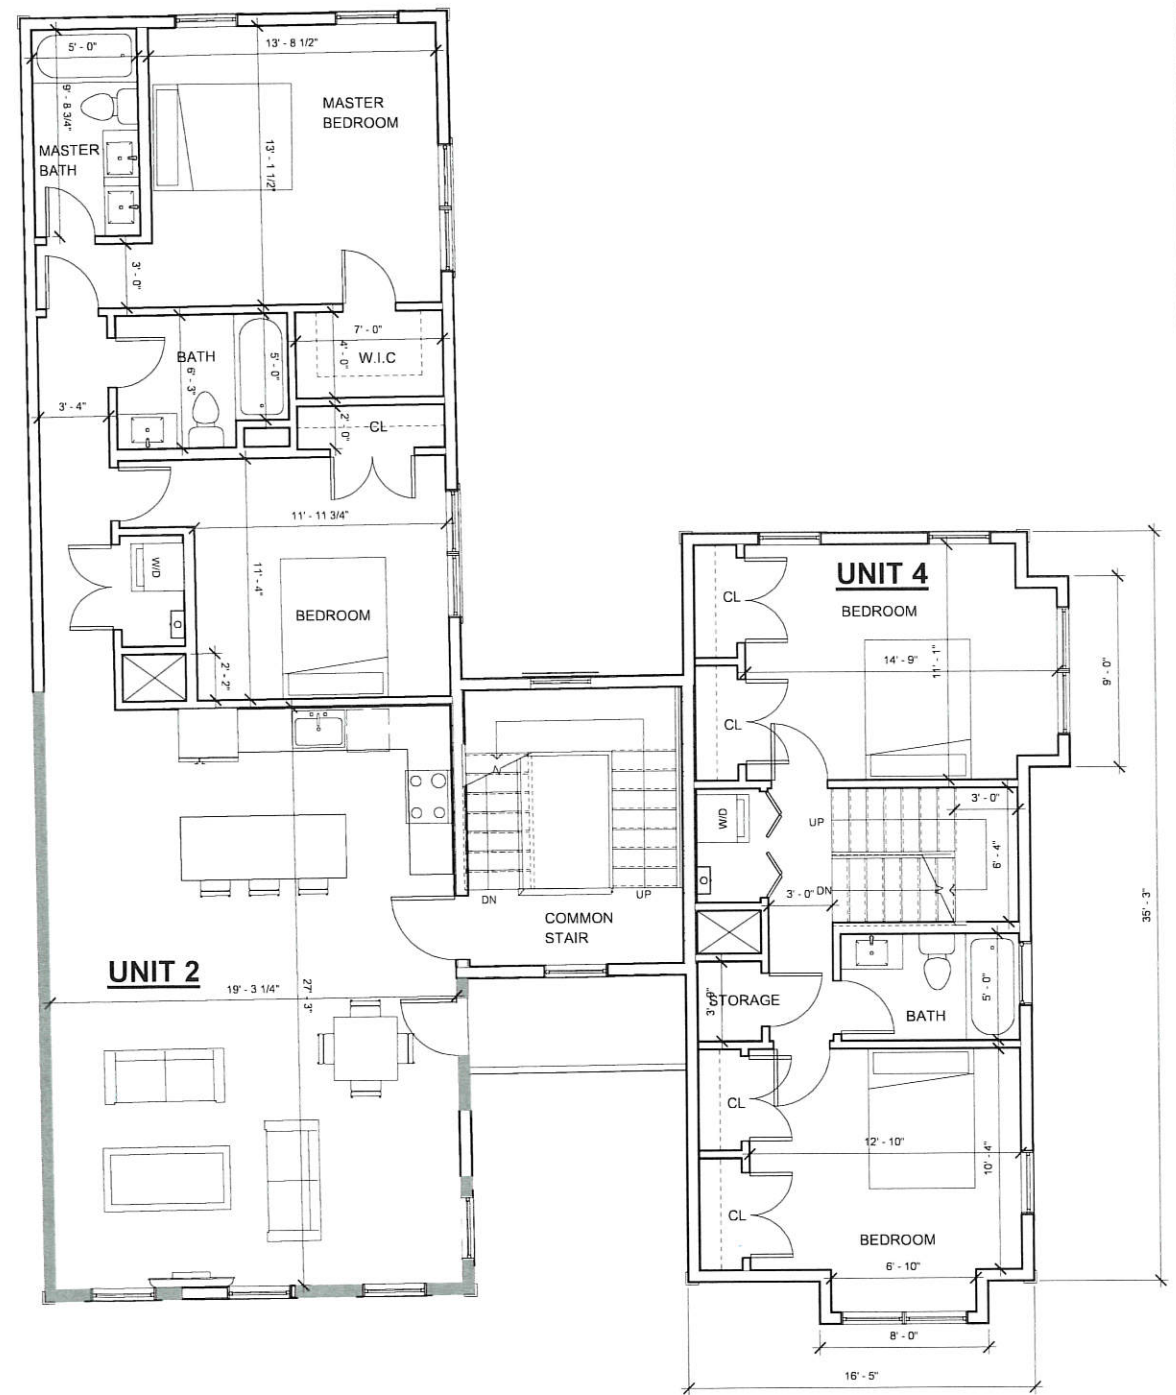 5' - 0"
13' - 8 1/2"
9' - 8 3/4"
MASTER
BEDROOM
13' - 1 1/2"
MASTER
BATH
3' - 0"
BATH
6' - 3"
5' - 0"
7' - 0"
4' - 0"
W.I.C
3' - 4"
2' - 0"
CL
11' - 11 3/4"
W/D
11' - 4"
BEDROOM
2' - 2"
UNIT 2
19' - 3 1/4"
27' - 3"
DN
UP
COMMON
STAIR
UNIT 4
CL
BEDROOM
14' - 9"
11' - 1"
9' - 0"
CL
W/D
UP
3' - 0"
6' - 4"
3' - 0"
DN
35' - 3"
STORAGE
3' - 9"
BATH
5' - 0"
CL
12' - 10"
10' - 4"
CL
BEDROOM
6' - 10"
8' - 0"
16' - 5"